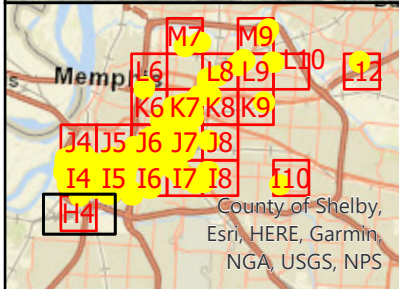 M7 M9
L6 L8 L9 L10 L12
s Memphis
K6 K7 K8 K9
J4 J5 J6 J7 J8
I4 I5 I6 I7 I8 I10
H4
County of Shelby,
Esri, HERE, Garmin,
NGA, USGS, NPS